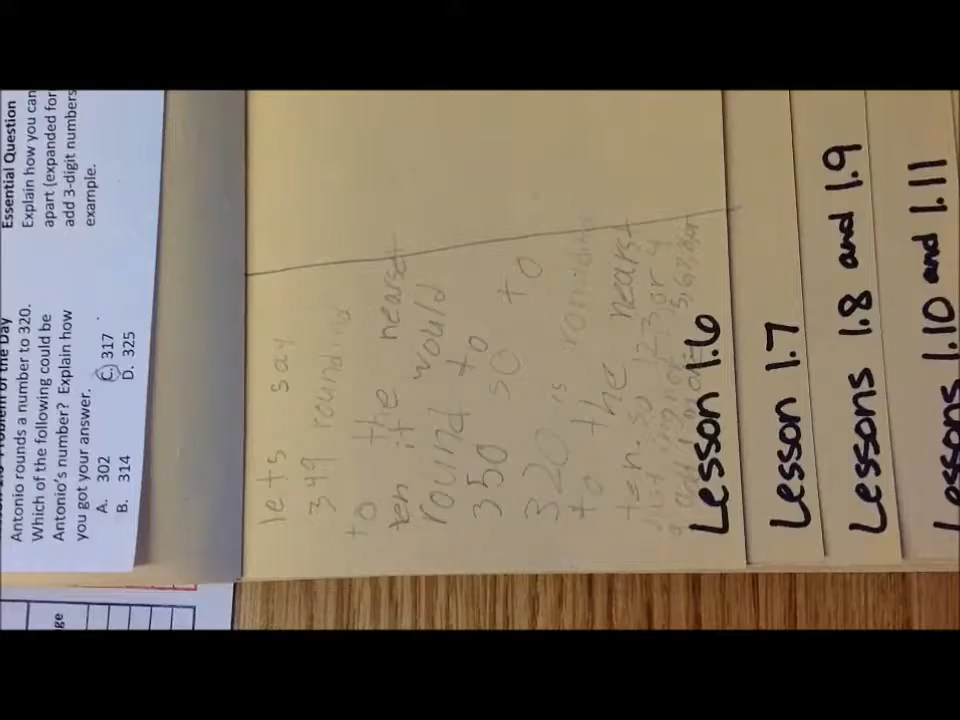 Problem of the Day
Antonio rounds a number to 320.
Which of the following could be
Antonio's number? Explain how
you got your answer.
A. 302 C. 317
B. 314 D. 325
Essential Question
Explain how you can
apart (expanded for
add 3-digit numbers
example.
ge
lets say
349 roundind
to
ten it the nearset
round would
350 to
320 so to
to is
the
ten. so nearst
Lesson 1.6
Lesson 1.7
Lessons 1.8 and 1.9
Lessons 1.10 and 1.11